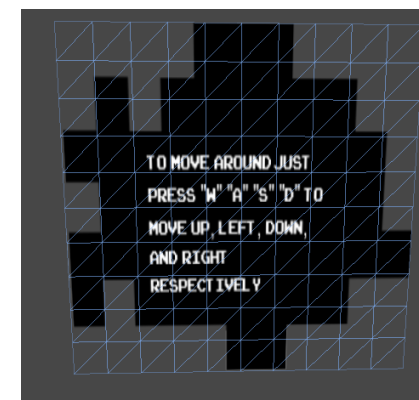 TO MOVE AROUND JUST
PRESS "W" "A" "S" "D" TO
MOVE UP, LEFT, DOWN,
AND RIGHT
RESPECTIVELY